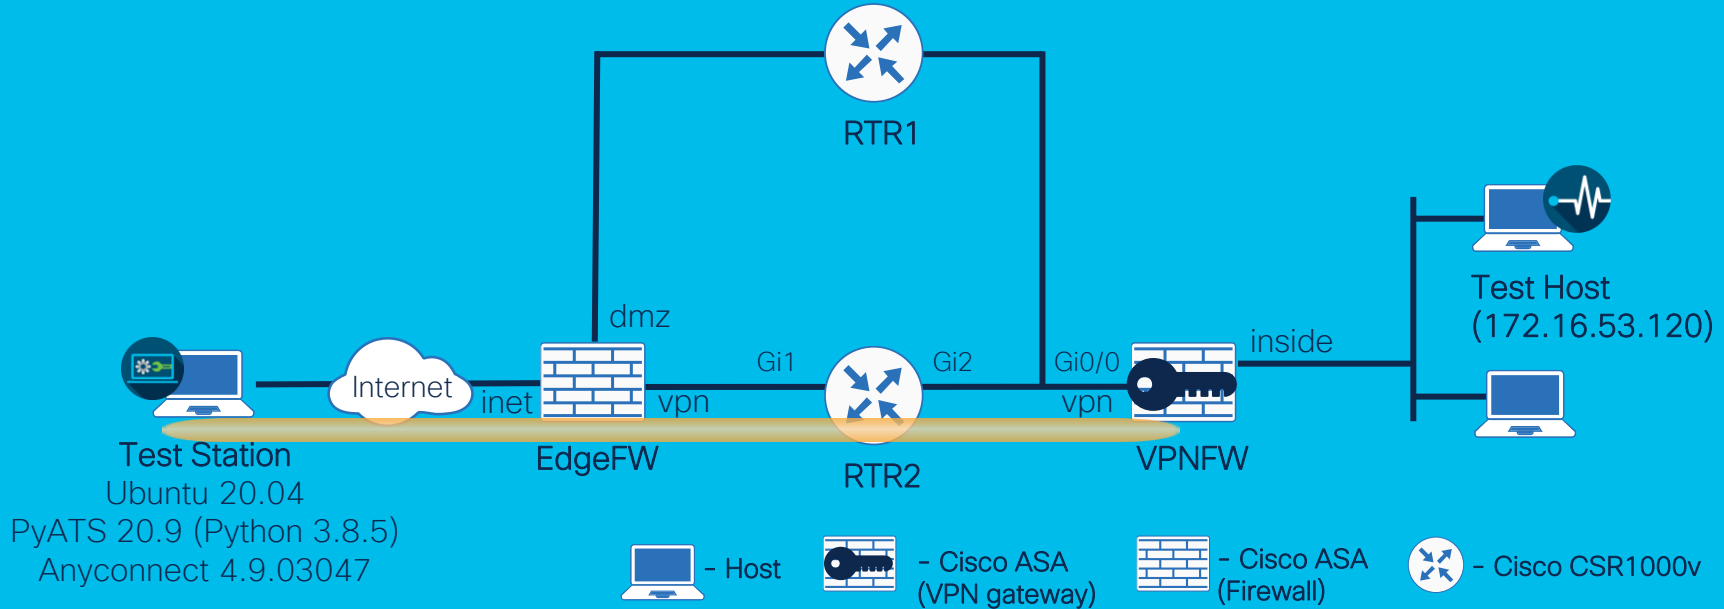 RTR1
Test Host
(172.16.53.120)
dmz
inside
Gi1
Gi2
Gi0/0
Internet
inet
vpn
vpn
Test Station
EdgeFW
RTR2
VPNFW
Ubuntu 20.04
PyATS 20.9 (Python 3.8.5)
Anyconnect 4.9.03047
- Host
- Cisco ASA
(VPN gateway)
- Cisco ASA
(Firewall)
- Cisco CSR1000v